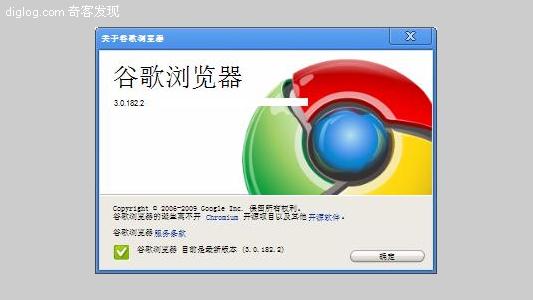 diglog.com 奇客发现
关于谷歌浏览器
谷歌浏览器
3.0.182.2
Copyright © 2006-2009 Google Inc. 保留所有权利。
谷歌浏览器的诞生离不开 Chromium 开源项目以及其他开源软件。
谷歌浏览器服务条款
谷歌浏览器 目前是最新版本 (3.0.182.2)
确定